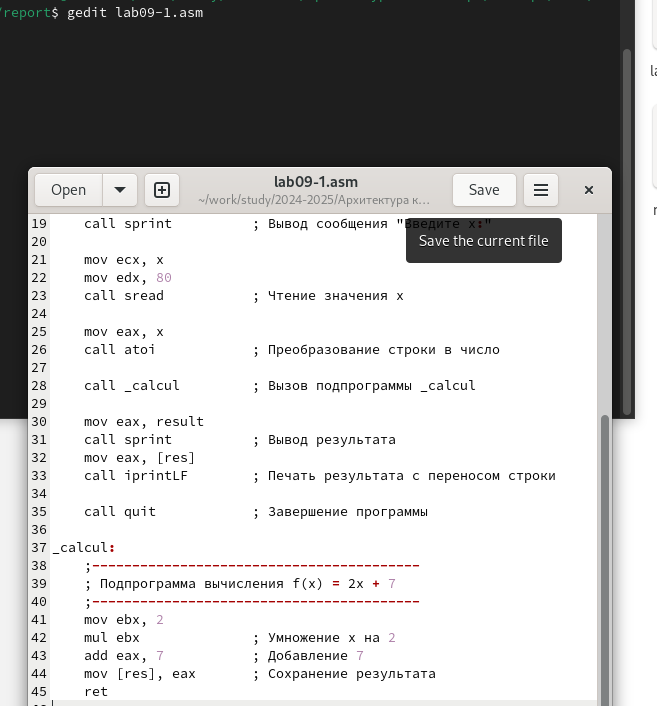 /report$ gedit lab09-1.asm
Open
lab09-1.asm
~/work/study/2024-2025/Архитектура к...
Save
Save the current file
19 call sprint ; Вывод сообщения "Введите x:"
20
21 mov ecx, x
22 mov edx, 80
23 call sread ; Чтение значения x
24
25 mov eax, x
26 call atoi ; Преобразование строки в число
27
28 call _calcul ; Вызов подпрограммы _calcul
29
30 mov eax, result
31 call sprint ; Вывод результата
32 mov eax, [res]
33 call iprintLF ; Печать результата с переносом строки
34
35 call quit ; Завершение программы
36
37 _calcul:
38 ;-----------------------------------------
39 ; Подпрограмма вычисления f(x) = 2x + 7
40 ;-----------------------------------------
41 mov ebx, 2
42 mul ebx ; Умножение x на 2
43 add eax, 7 ; Добавление 7
44 mov [res], eax ; Сохранение результата
45 ret